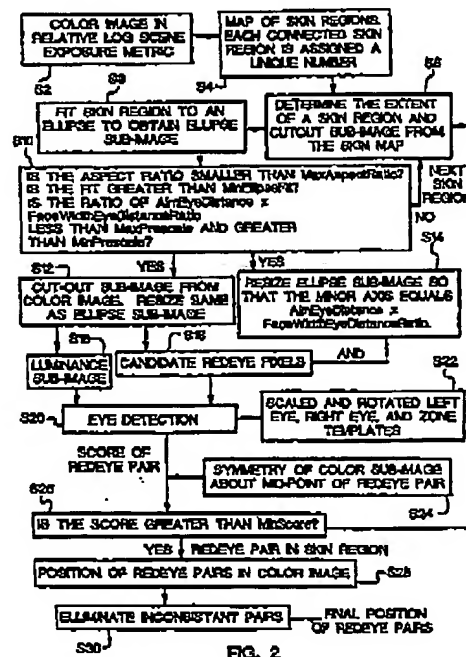 COLOR IMAGE IN
RELATIVE LOG SCENE
EXPOSURE METRIC
MAP OF SKIN REGIONS.
EACH CONNECTED SKIN
REGION IS ASSIGNED A
UNIQUE NUMBER
S2
S8
S4
S6
FIT SKIN REGION TO AN
ELLIPSE TO OBTAIN ELLIPSE
SUB-IMAGE
DETERMINE THE EXTENT
OF A SKIN REGION AND
CUTOUT SUB-IMAGE FROM
THE SKIN MAP
S10
IS THE ASPECT RATIO SMALLER THAN MaxAspectRatio?
IS THE FIT GREATER THAN MinEllipseFit?
IS THE RATIO OF AimEyeDistance x
FaceWidthEyeDistanceRatio
LESS THAN MaxPrescale AND GREATER
THAN MinPrescale?
NEXT
SKIN
REGION
NO
S14
S12
YES
YES
CUT-OUT SUB-IMAGE FROM
COLOR IMAGE. RESIZE SAME
AS ELLIPSE SUB-IMAGE
RESIZE ELLIPSE SUB-IMAGE SO
THAT THE MINOR AXIS EQUALS
AimEyeDistance x
FaceWidthEyeDistanceRatio.
S18
S16
LUMINANCE
SUB-IMAGE
CANDIDATE REDEYE PIXELS
AND
S22
S20
EYE DETECTION
SCALED AND ROTATED LEFT
EYE, RIGHT EYE, AND ZONE
TEMPLATES
SCORE OF
REDEYE PAIR
SYMMETRY OF COLOR SUB-IMAGE
ABOUT MID-POINT OF REDEYE PAIR
S26
S24
IS THE SCORE GREATER THAN MinScore?
YES
REDEYE PAIR IN SKIN REGION
POSITION OF REDEYE PAIRS IN COLOR IMAGE
S28
ELLIMINATE INCONSISTANT PAIRS
FINAL POSITION
OF REDEYE PAIRS
S30
FIG. 2